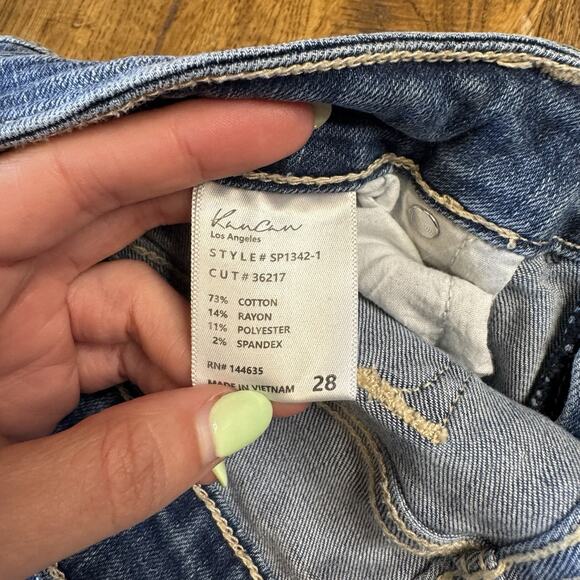 KanCan
Los Angeles
STYLE# SP1342-1
CUT# 36217
73% COTTON
14% RAYON
11% POLYESTER
2% SPANDEX
RN# 144635
MADE IN VIETNAM 28